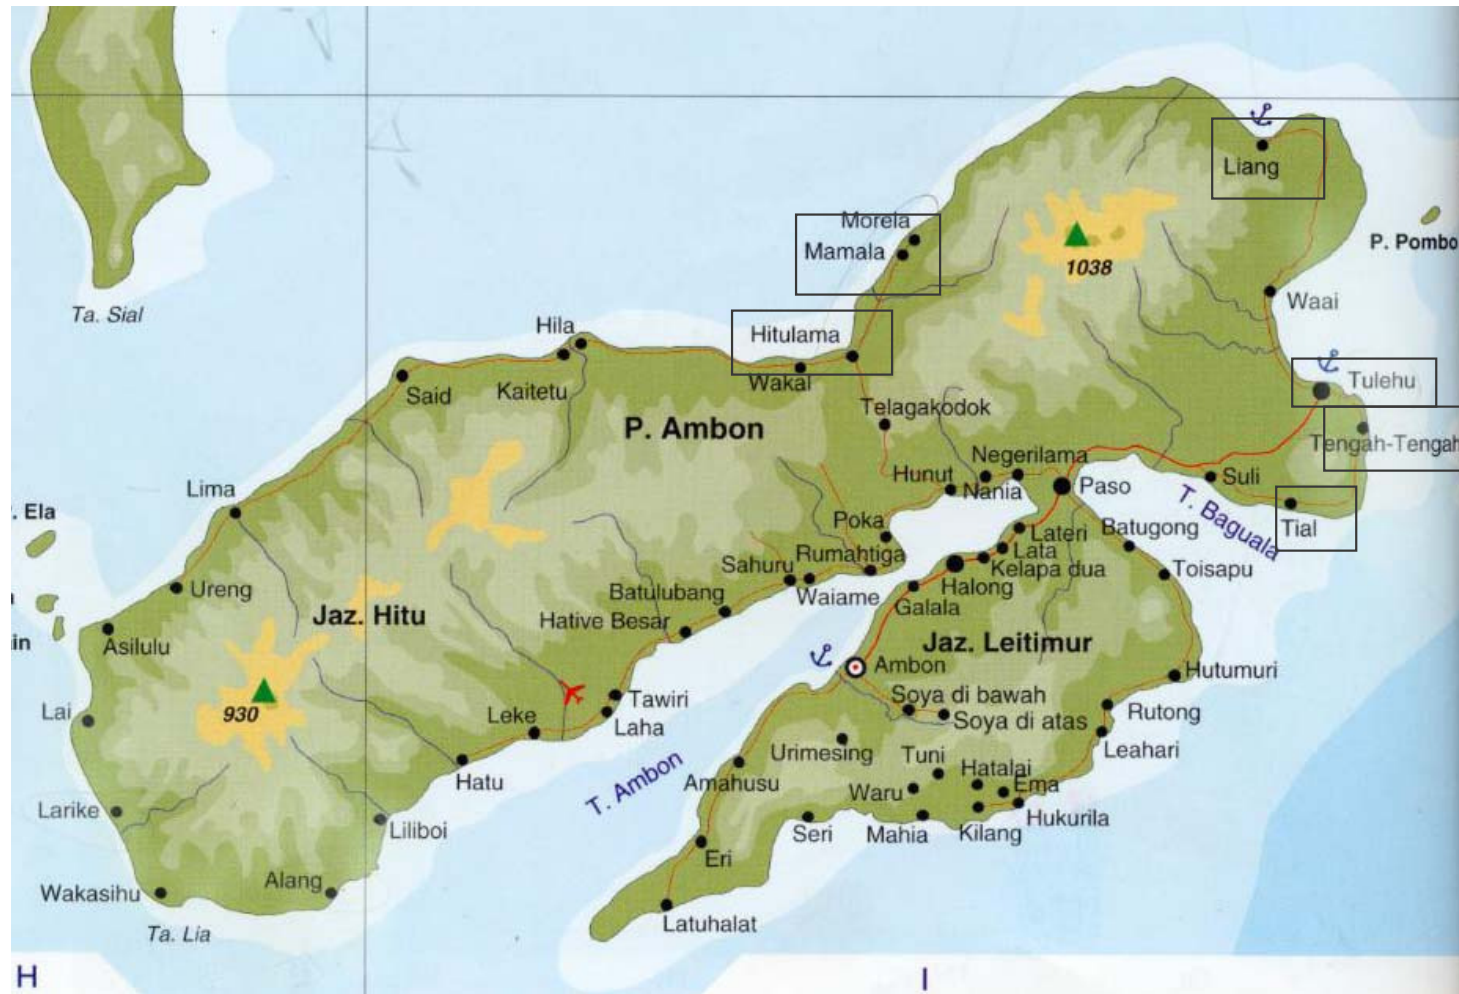 Liang
Morela
Mamala
P. Pombo
1038
Ta. Sial
Waai
Hila
Hitulama
Wakal
Kaitetu
Said
Tulehu
Telagakodok
P. Ambon
Tengah-Tengah
Negerilama
Hunut
Nania
Paso
Suli
Lima
T. Baguala
Tial
Ela
Poka
Lateri
Batugong
Lata
Rumahtiga
Sahuru
Kelapa dua
Toisapu
Ureng
Batulubang
Waiame
Halong
Galala
Jaz. Hitu
Hative Besar
Jaz. Leitimur
Asilulu
Ambon
Hutumuri
Soya di bawah
Tawiri
Lai
930
Leke
Laha
Soya di atas
Rutong
Urimesing
Tuni
Leahari
Hatu
T. Ambon
Amahusu
Hatalai
Ema
Waru
Larike
Liliboi
Seri
Mahia
Kilang
Hukurila
Eri
Wakasihu
Alang
Latuhalat
Ta. Lia
H
I